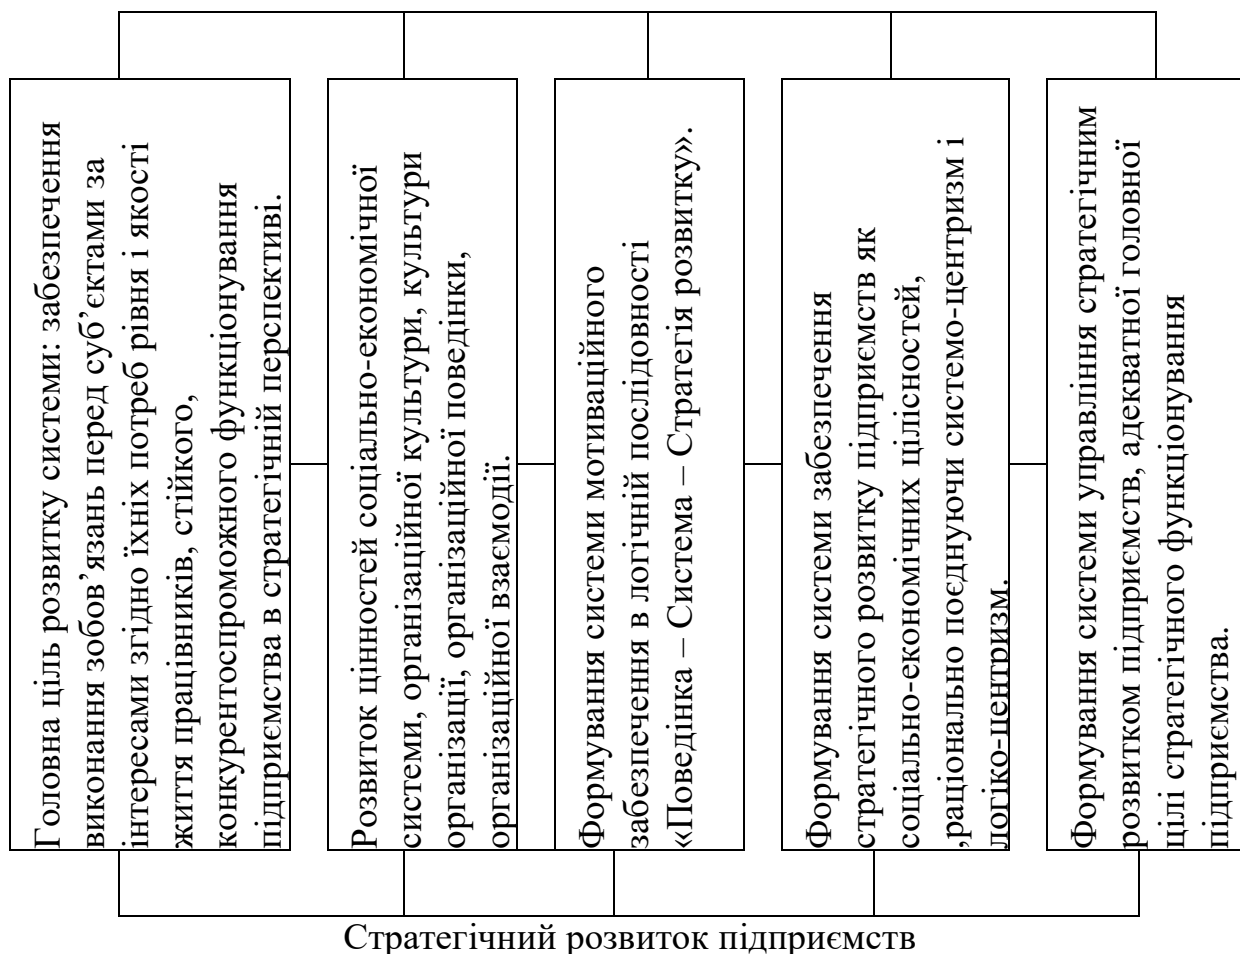 Головна ціль розвитку системи: забезпечення
виконання зобов’язань перед суб’єктами за
інтересами згідно їхніх потреб рівня і якості
життя працівників, стійкого,
конкурентоспроможного функціонування
підприємства в стратегічній перспективі.
Розвиток цінностей соціально-економічної
системи, організаційної культури, культури
організації, організаційної поведінки,
організаційної взаємодії.
Формування системи мотиваційного
забезпечення в логічній послідовності
«Поведінка – Система – Стратегія розвитку».
Формування системи забезпечення
стратегічного розвитку підприємств як
соціально-економічних цілісностей,
,раціонально поєднуючи системо-центризм і
логіко-центризм.
Формування системи управління стратегічним
розвитком підприємств, адекватної головної
цілі стратегічного функціонування
підприємства.
Стратегічний розвиток підприємств